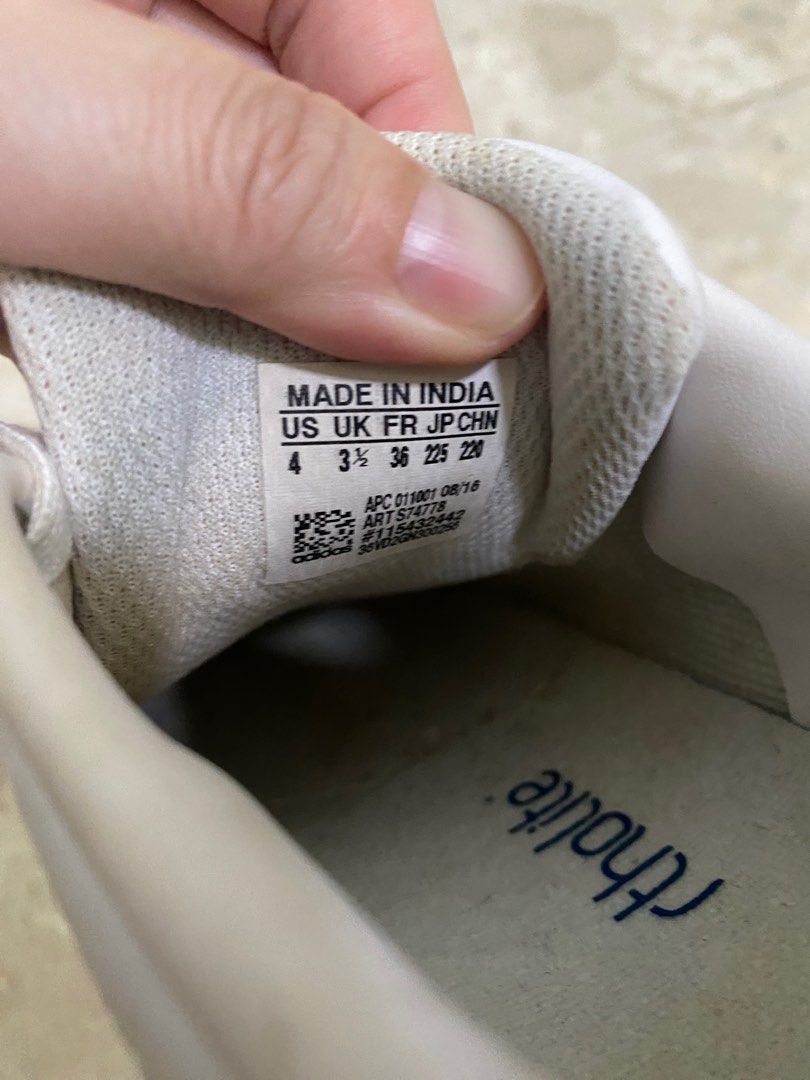 MADE IN INDIA
US UK FR JP CHN
4 3½ 36 225 220
APC 011001 08/16
ART S74778
#115432442
adidas
rtholite